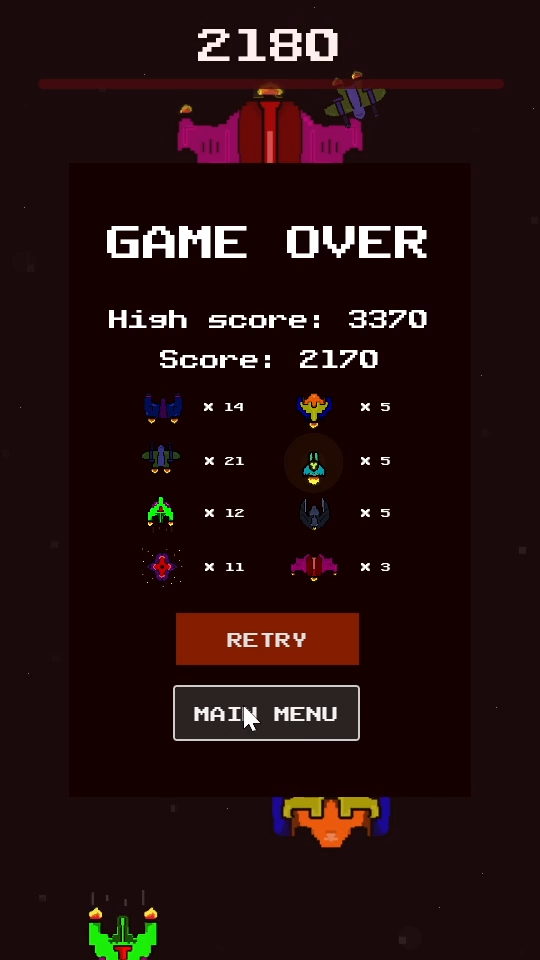 2180
GAME OVER
High score: 3370
Score: 2170
x 14 x 5
x 21 x 5
x 12 x 5
x 11 x 3
RETRY
MAIN MENU